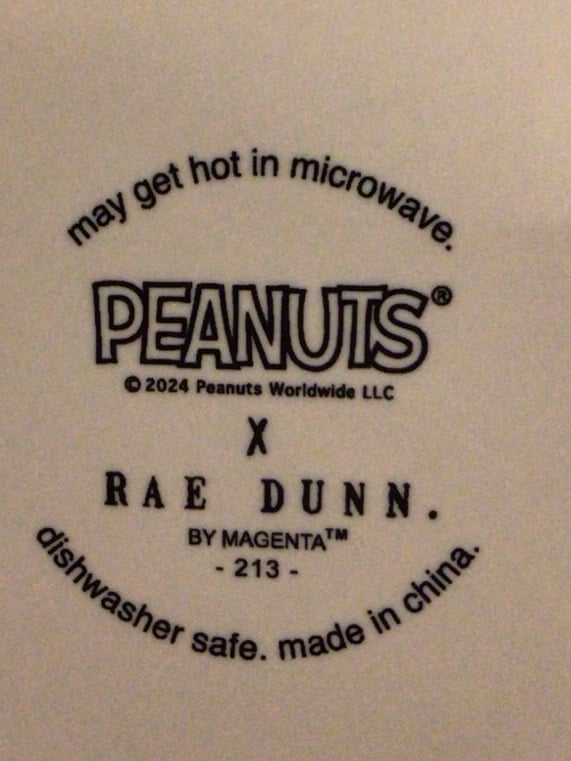 may get hot in microwave.
PEANUTS®
© 2024 Peanuts Worldwide LLC
X
RAE DUNN.
BY MAGENTA™
- 213 -
dishwasher safe. made in china.